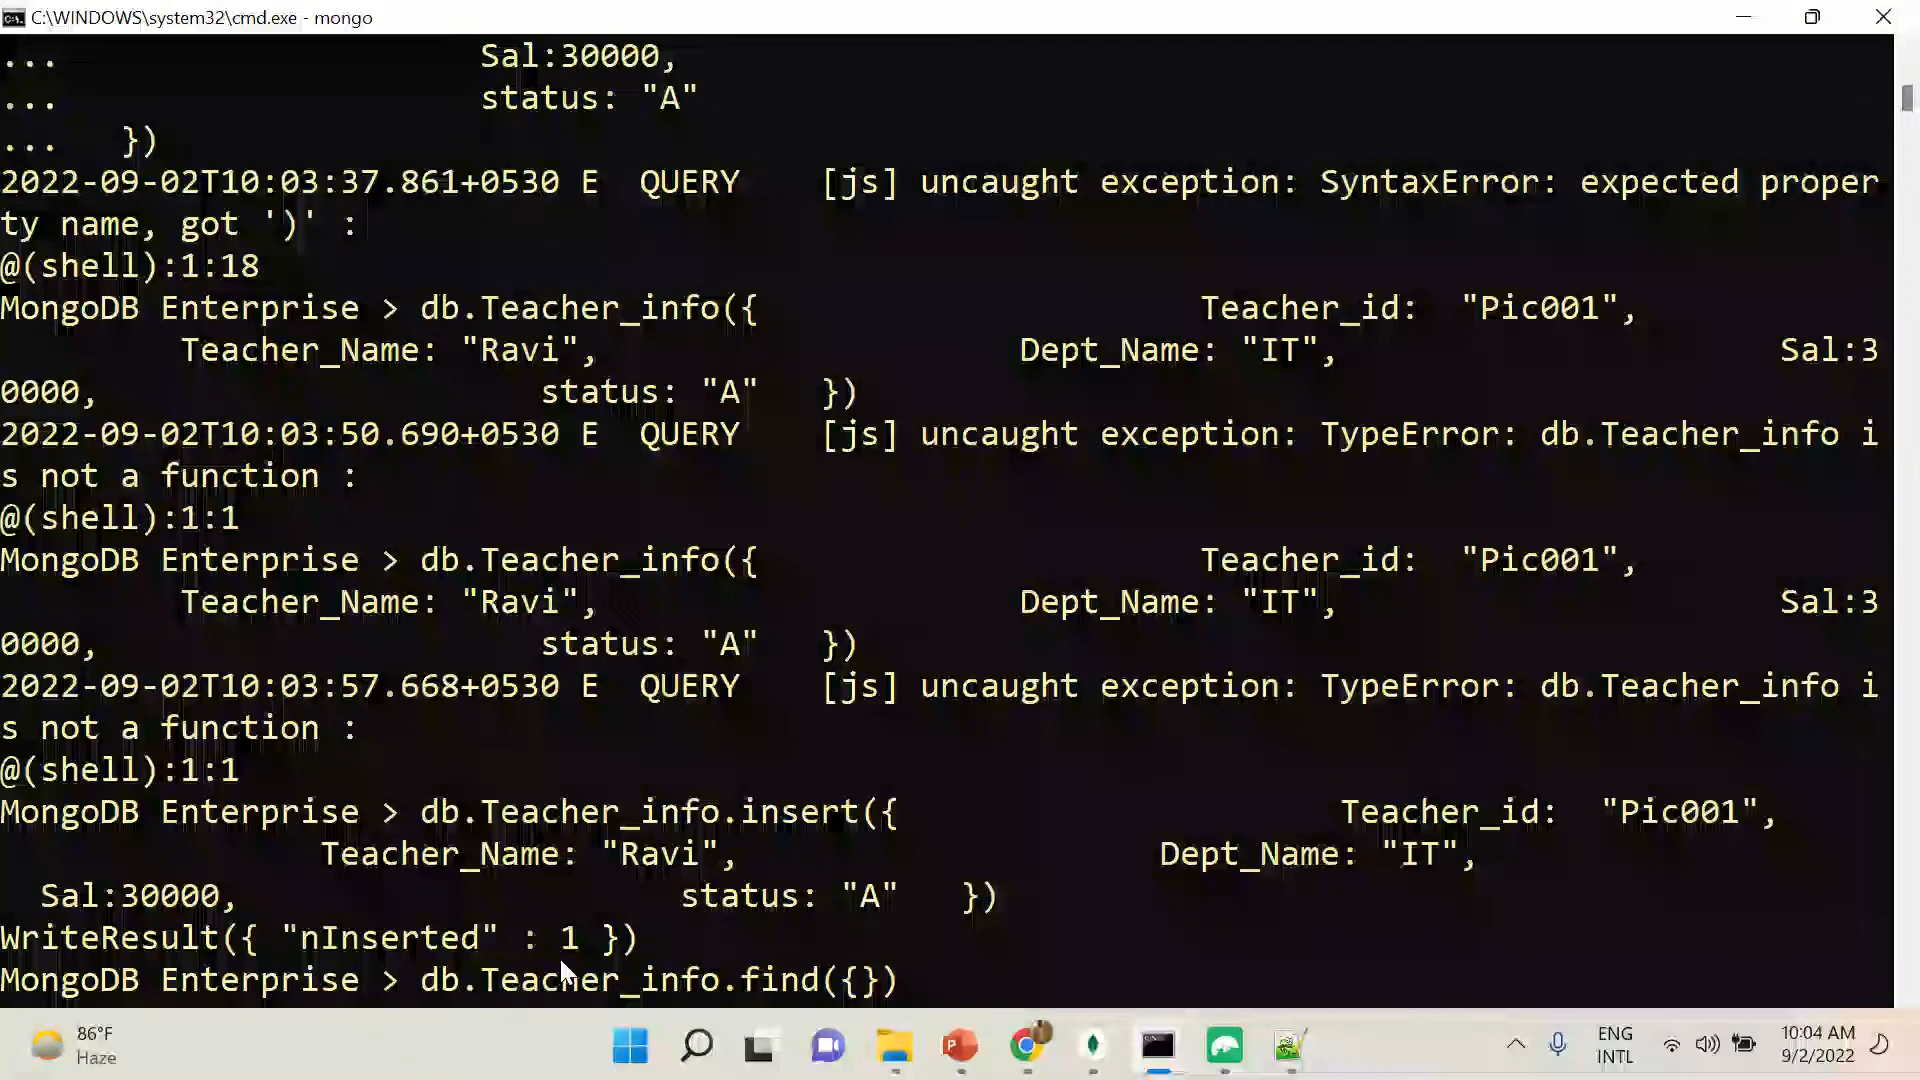 C:\WINDOWS\system32\cmd.exe - mongo
... Sal:30000,
... status: "A"
... })
2022-09-02T10:03:37.861+0530 E QUERY [js] uncaught exception: SyntaxError: expected proper
ty name, got ')' :
@(shell):1:18
MongoDB Enterprise > db.Teacher_info({ Teacher_id: "Pic001",
Teacher_Name: "Ravi", Dept_Name: "IT", Sal:3
0000, status: "A" })
2022-09-02T10:03:50.690+0530 E QUERY [js] uncaught exception: TypeError: db.Teacher_info i
s not a function :
@(shell):1:1
MongoDB Enterprise > db.Teacher_info({ Teacher_id: "Pic001",
Teacher_Name: "Ravi", Dept_Name: "IT", Sal:3
0000, status: "A" })
2022-09-02T10:03:57.668+0530 E QUERY [js] uncaught exception: TypeError: db.Teacher_info i
s not a function :
@(shell):1:1
MongoDB Enterprise > db.Teacher_info.insert({ Teacher_id: "Pic001",
Teacher_Name: "Ravi", Dept_Name: "IT",
Sal:30000, status: "A" })
WriteResult({ "nInserted" : 1 })
MongoDB Enterprise > db.Teacher_info.find({})
86°F
Haze
ENG
INTL
10:04 AM
9/2/2022